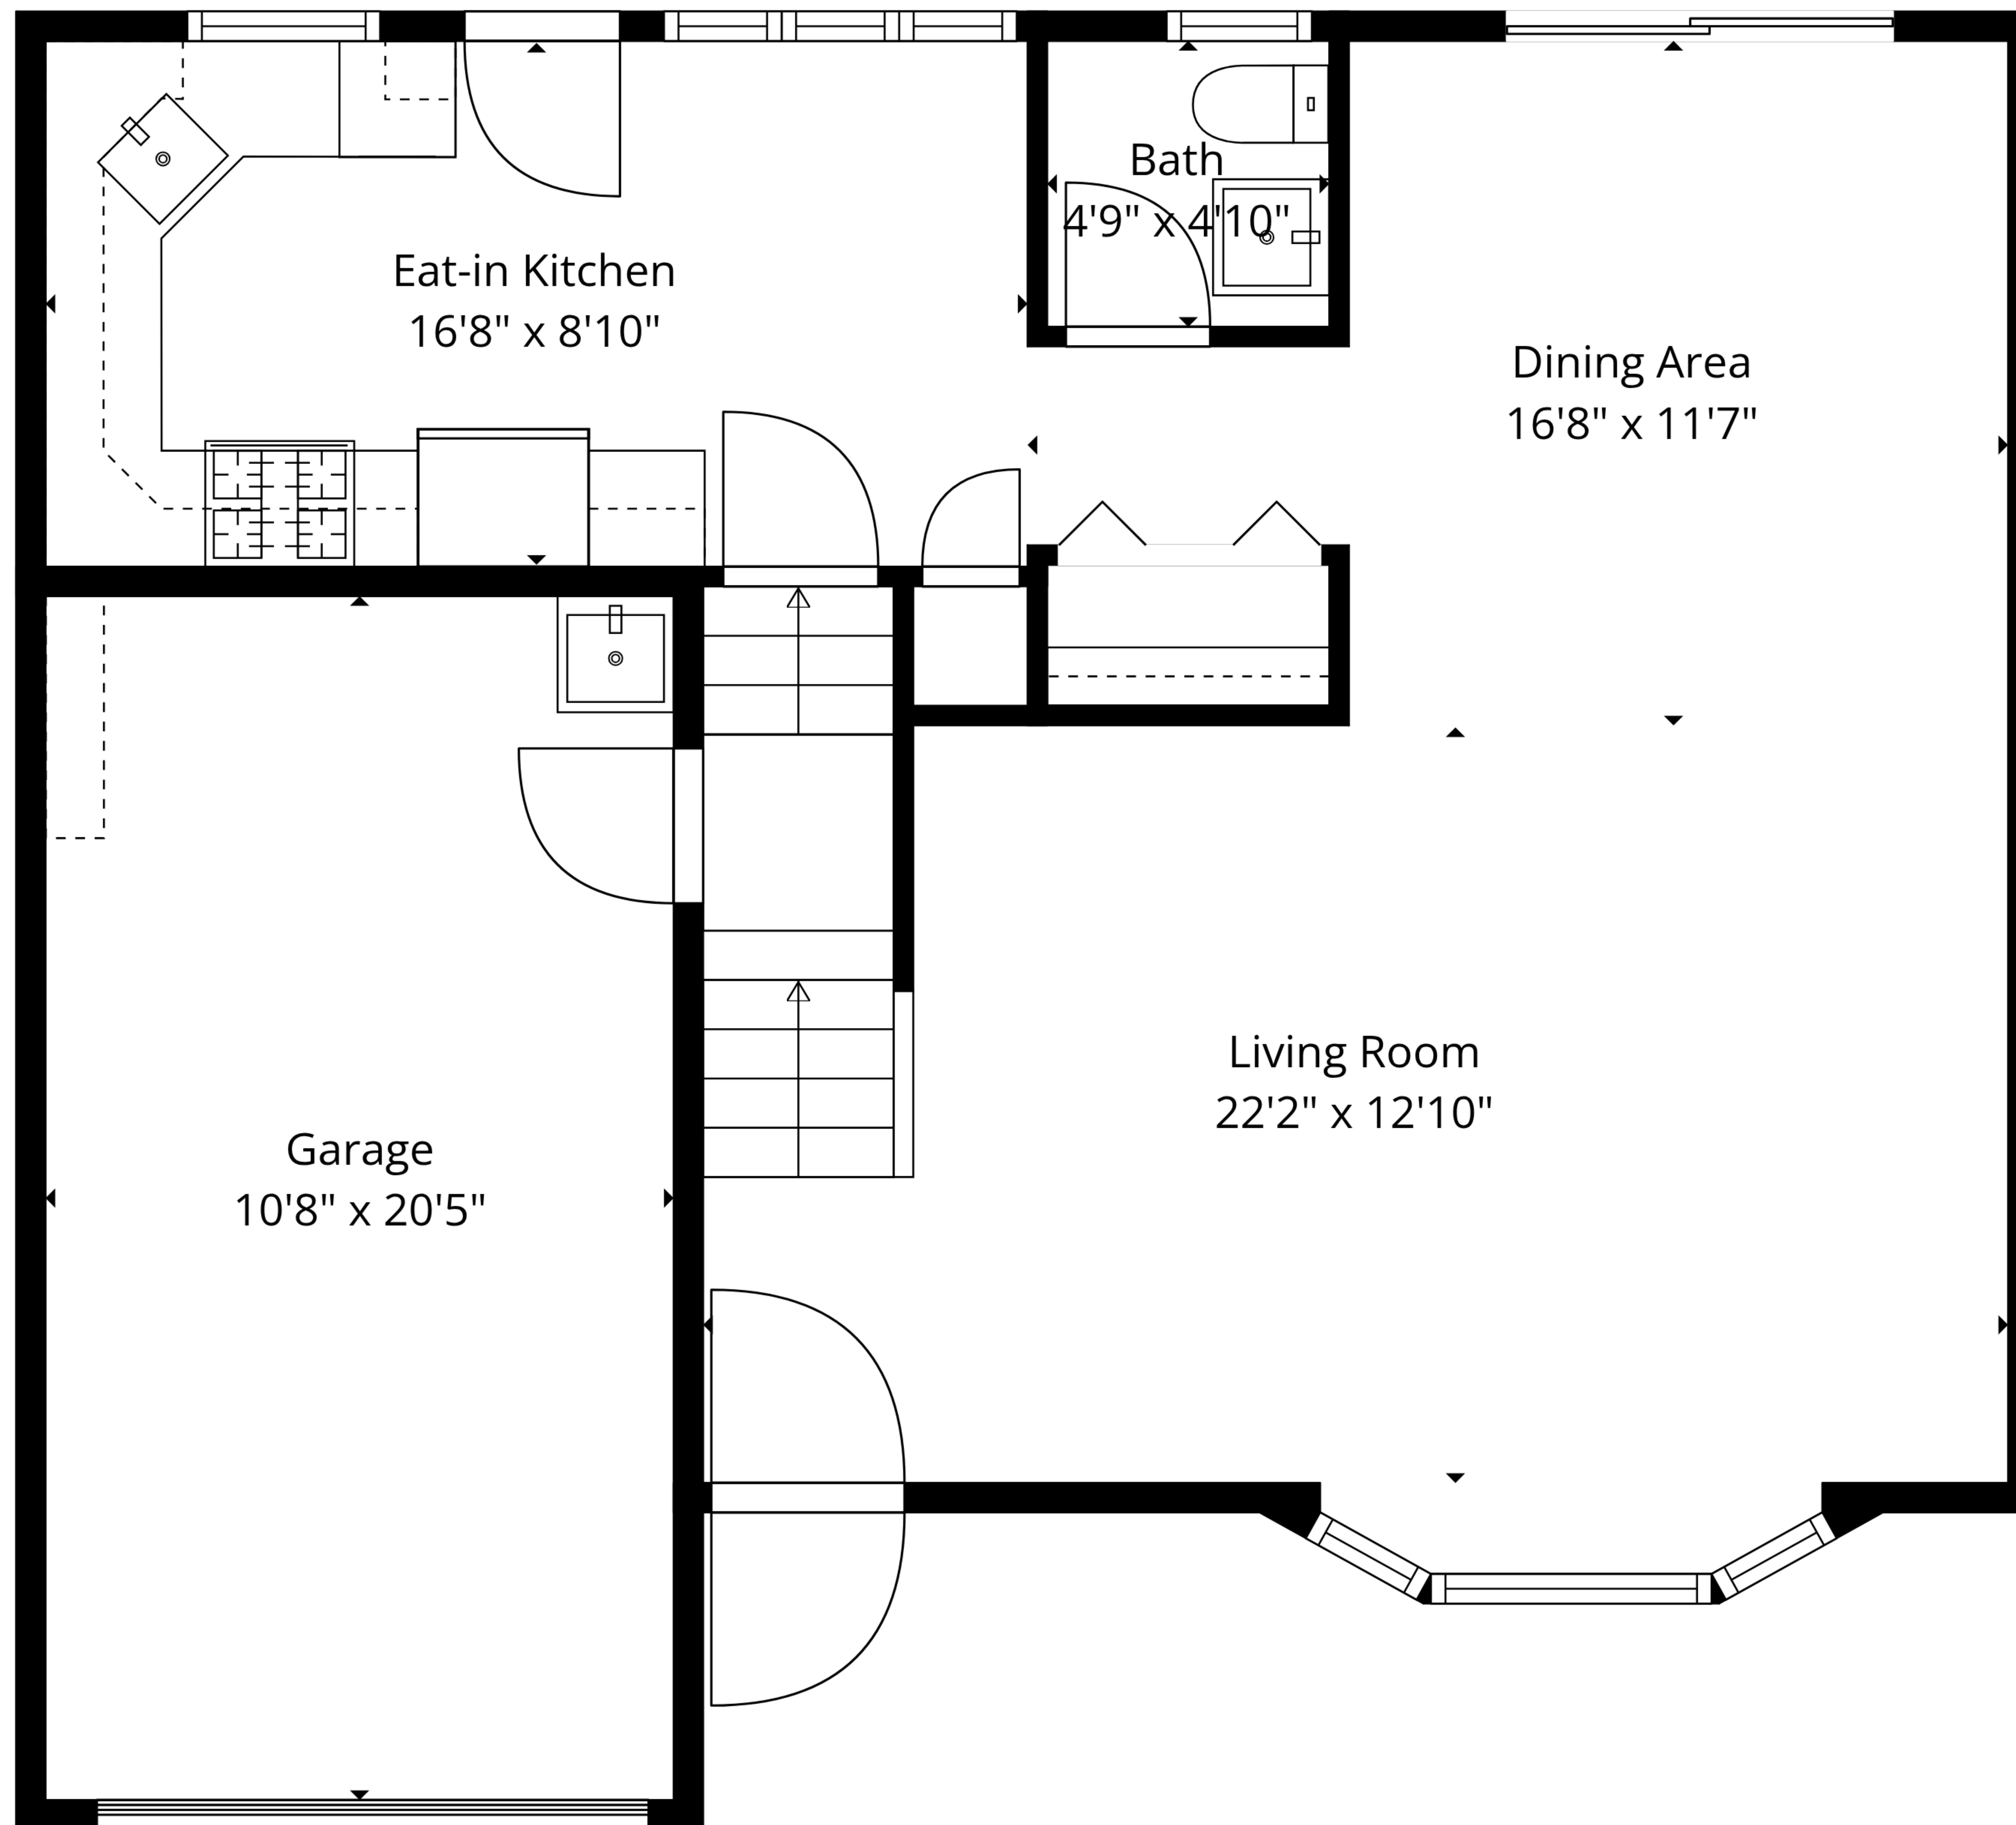 Bath
4'9" x 4'10"
Eat-in Kitchen
16'8" x 8'10"
Dining Area
16'8" x 11'7"
Living Room
22'2" x 12'10"
Garage
10'8" x 20'5"